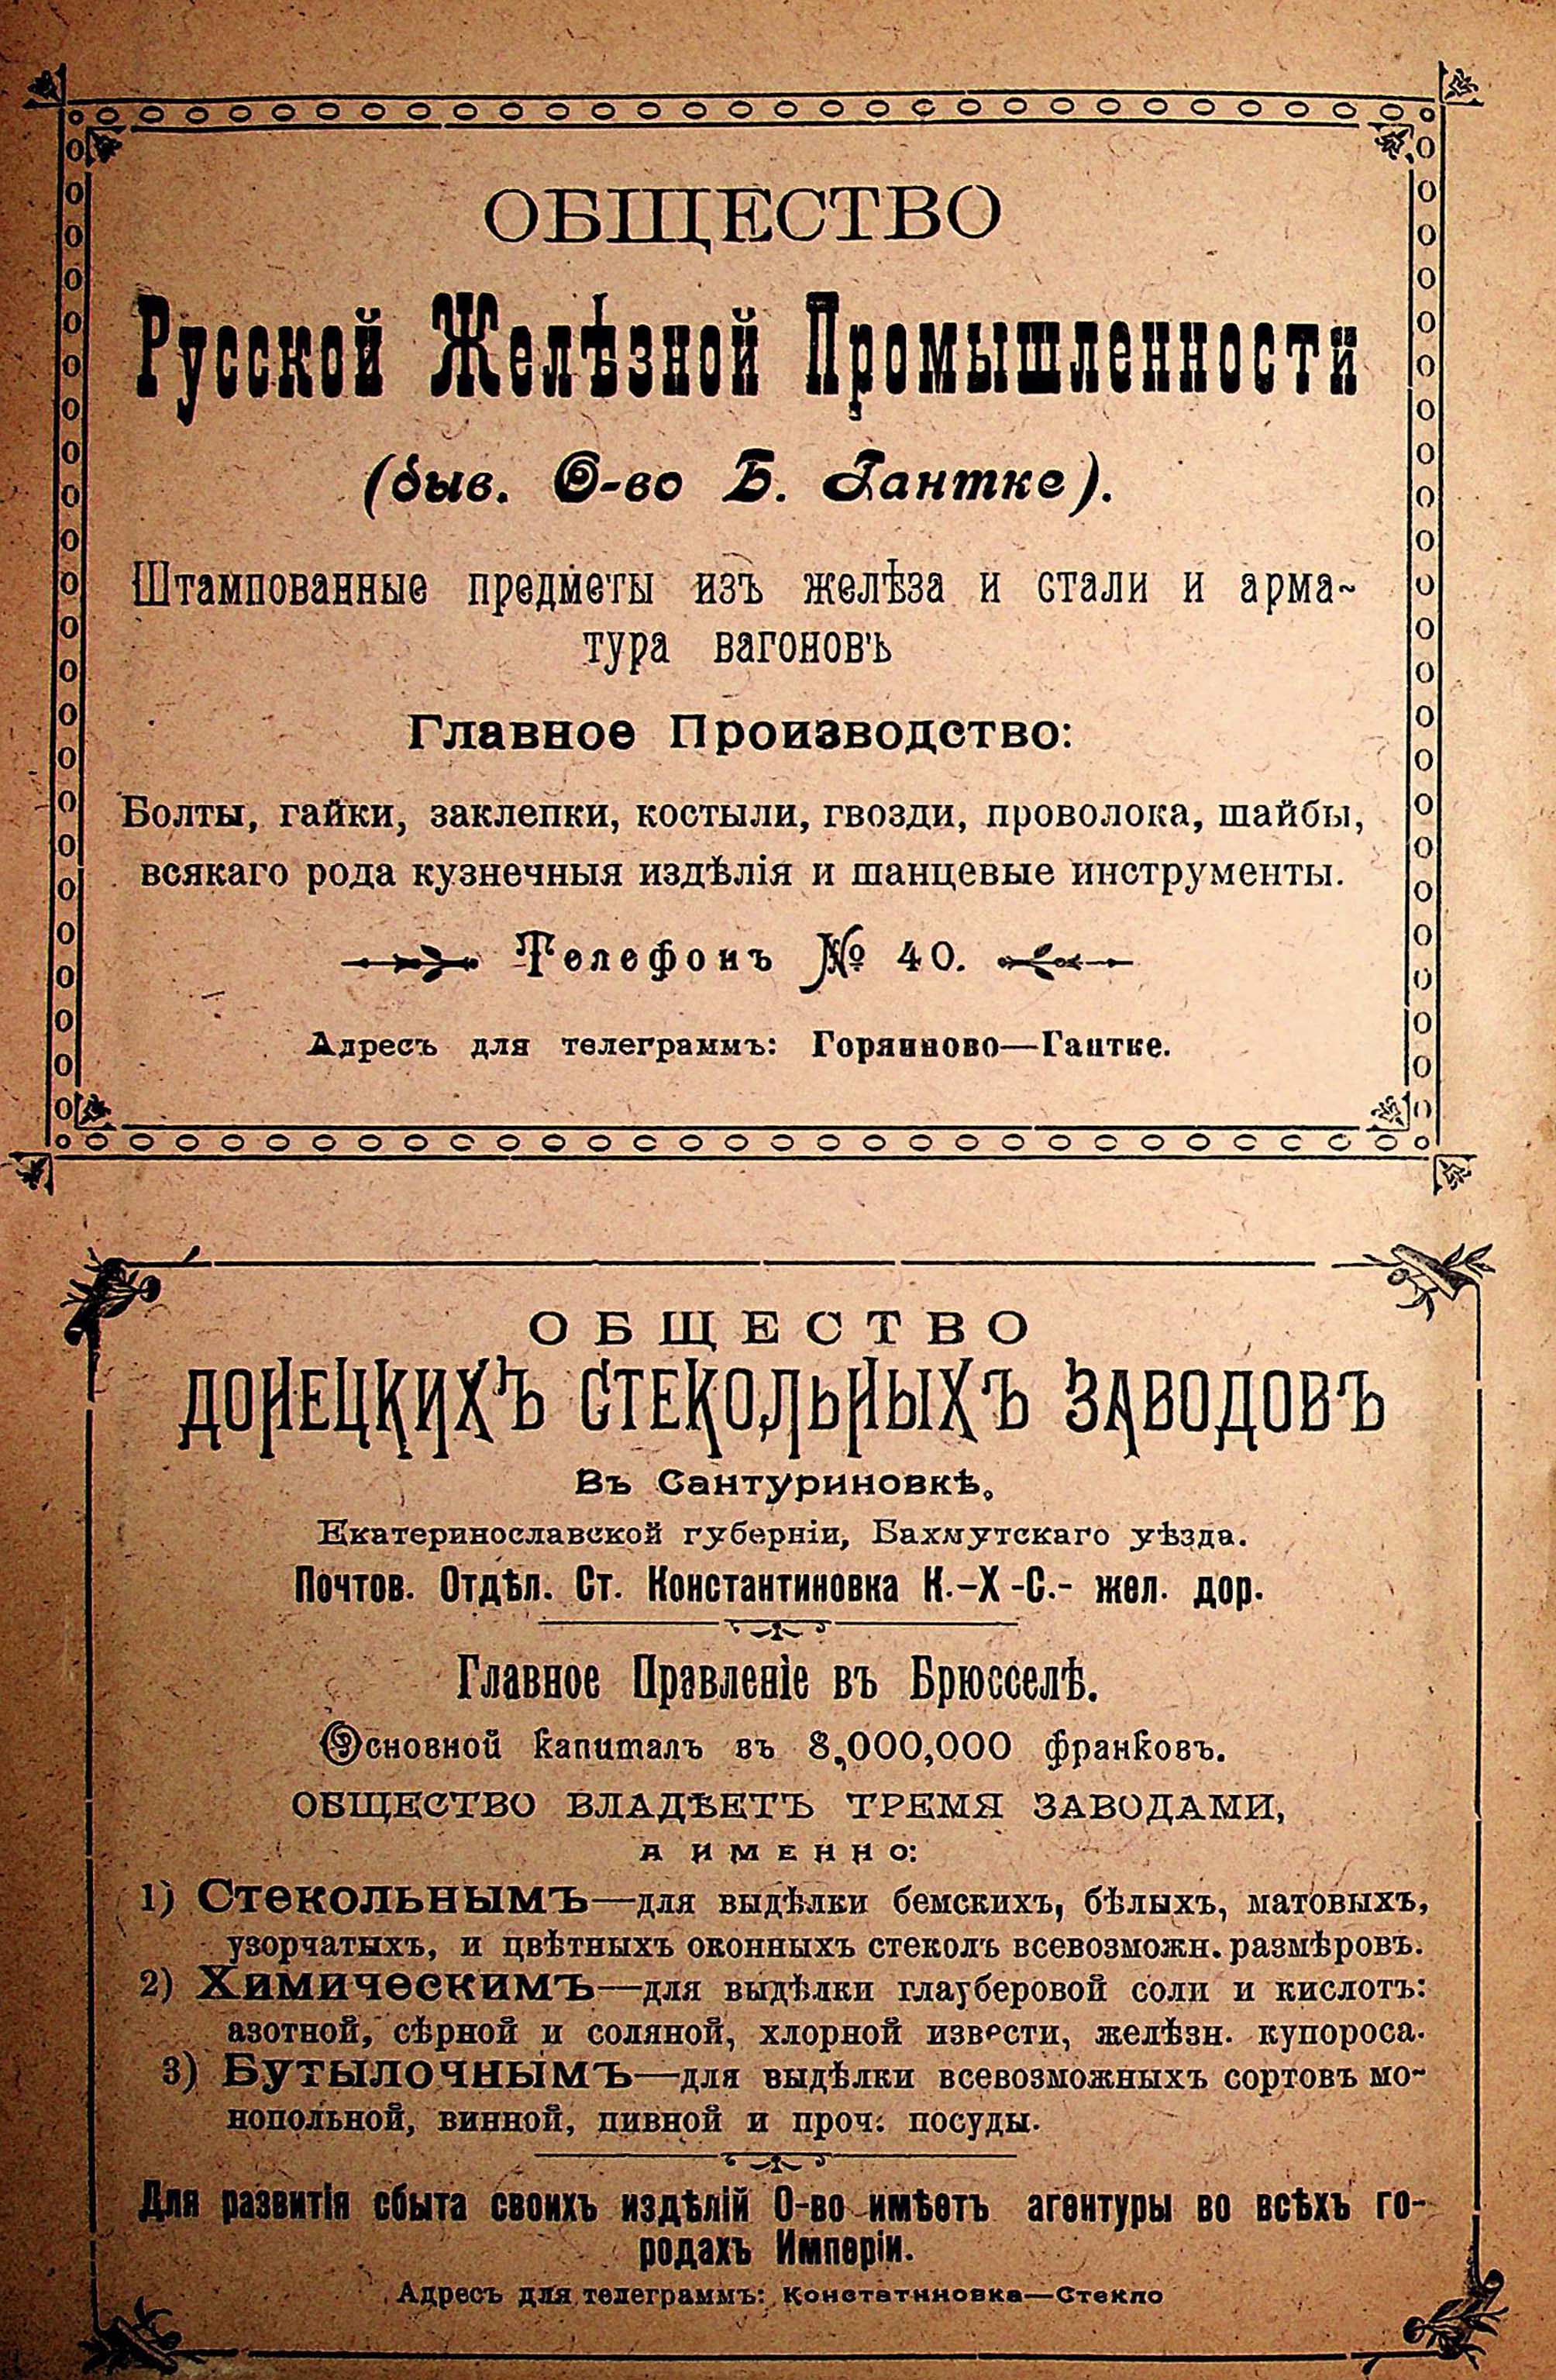 ОБЩЕСТВО
Русской Желѣзной Промышленности
(быв. О-во Б. Гантке).
Штампованные предметы изъ желѣза и стали и арма-
тура вагоновъ
Главное Производство:
Болты, гайки, заклепки, костыли, гвозди, проволока, шайбы,
всякаго рода кузнечныя издѣлія и шанцевые инструменты.
Телефонъ № 40.
Адресъ для телеграммъ: Горяиново—Гантке.
ОБЩЕСТВО
ДОНЕЦКИХЪ СТЕКОЛЬНЫХЪ ЗАВОДОВЪ
Въ Сантуриновкѣ,
Екатеринославской губерніи, Бахмутскаго уѣзда.
Почтов. Отдѣл. Ст. Константиновка К.-Х-С.- жел. дор.
Главное Правленіе въ Брюсселѣ.
Основной капиталъ въ 8,000,000 франковъ.
ОБЩЕСТВО ВЛАДѢЕТЪ ТРЕМЯ ЗАВОДАМИ,
А ИМЕННО:
1) Стекольнымъ—для выдѣлки бемскихъ, бѣлыхъ, матовыхъ,
узорчатыхъ, и цвѣтныхъ оконныхъ стеколъ всевозможн. размѣровъ.
2) Химическимъ—для выдѣлки глауберовой соли и кислотъ:
азотной, сѣрной и соляной, хлорной извести, желѣзн. купороса.
3) Бутылочнымъ—для выдѣлки всевозможныхъ сортовъ мо-
нопольной, винной, пивной и проч. посуды.
Для развитія сбыта своихъ издѣлій О-во имѣетъ агентуры во всѣхъ го-
родахъ Имперіи.
Адресъ для телеграммъ: Констатиновка—Стекло